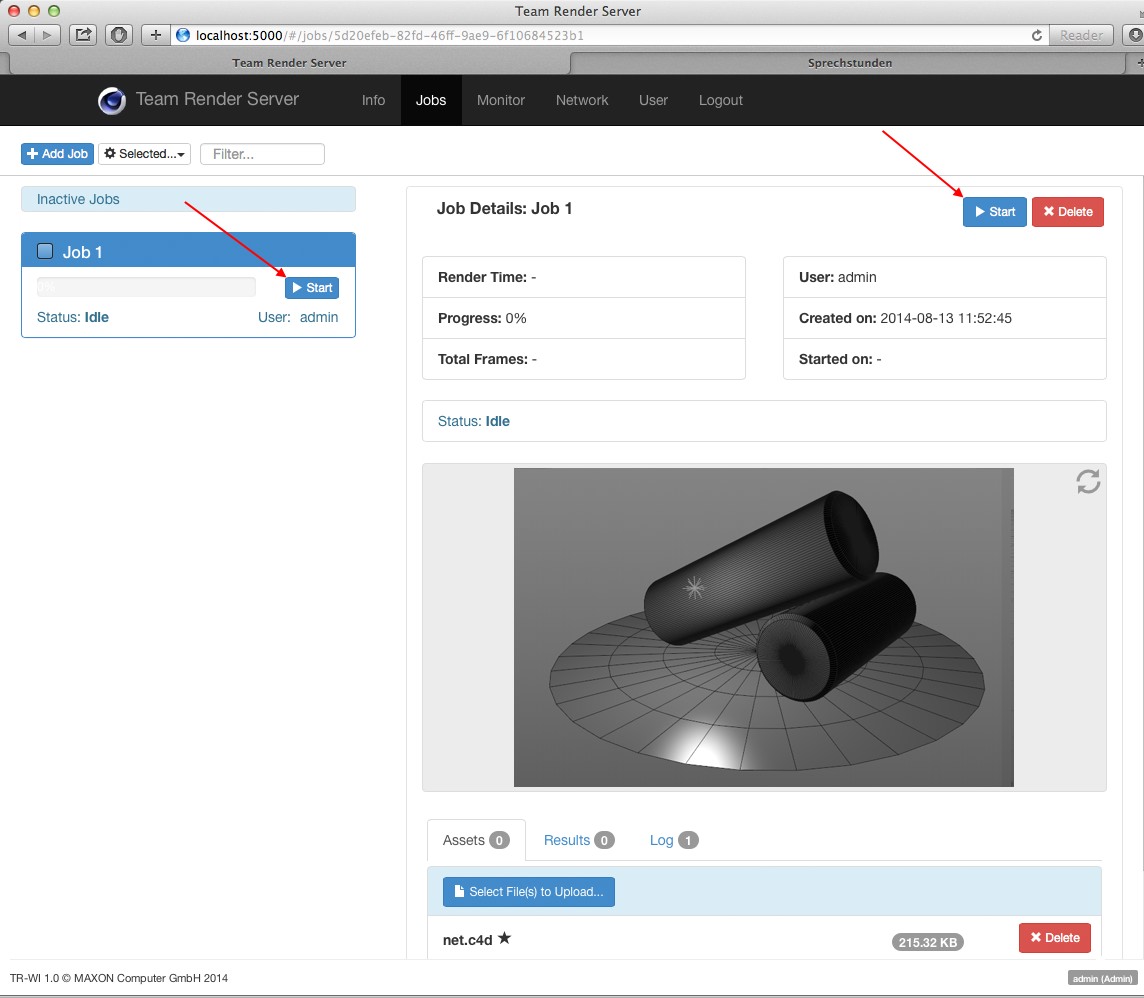 Team Render Server
localhost:5000/#/jobs/5d20efeb-82fd-46ff-9ae9-6f10684523b1
Reader
Team Render Server Sprechstunden
Team Render Server Info Jobs Monitor Network User Logout
Add Job Selected... Filter...
Inactive Jobs
Job 1
0%
Start
Status: Idle User: admin
Job Details: Job 1 Start Delete
Render Time: - User: admin
Progress: 0% Created on: 2014-08-13 11:52:45
Total Frames: - Started on: -
Status: Idle
Assets 0 Results 0 Log 1
Select File(s) to Upload...
net.c4d 215.32 KB Delete
TR-WI 1.0 © MAXON Computer GmbH 2014 admin (Admin)